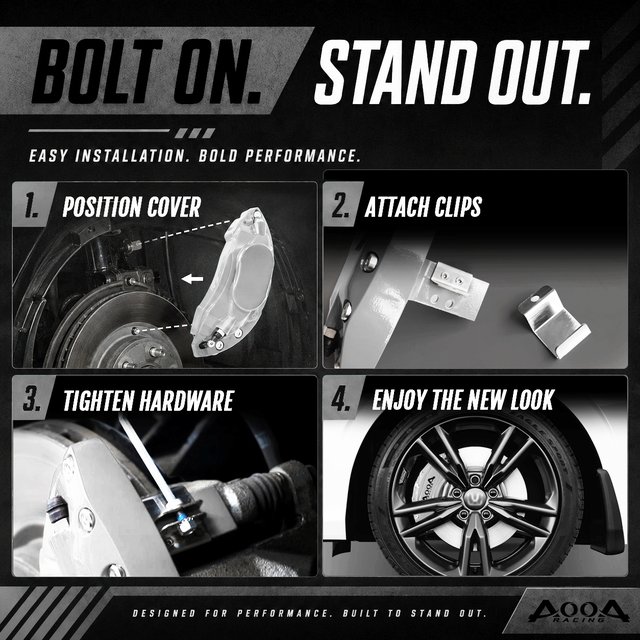 BOLT ON. STAND OUT.
EASY INSTALLATION. BOLD PERFORMANCE.
1. POSITION COVER
2. ATTACH CLIPS
3. TIGHTEN HARDWARE
4. ENJOY THE NEW LOOK
AOOA
DESIGNED FOR PERFORMANCE. BUILT TO STAND OUT.
AOOA
RACING